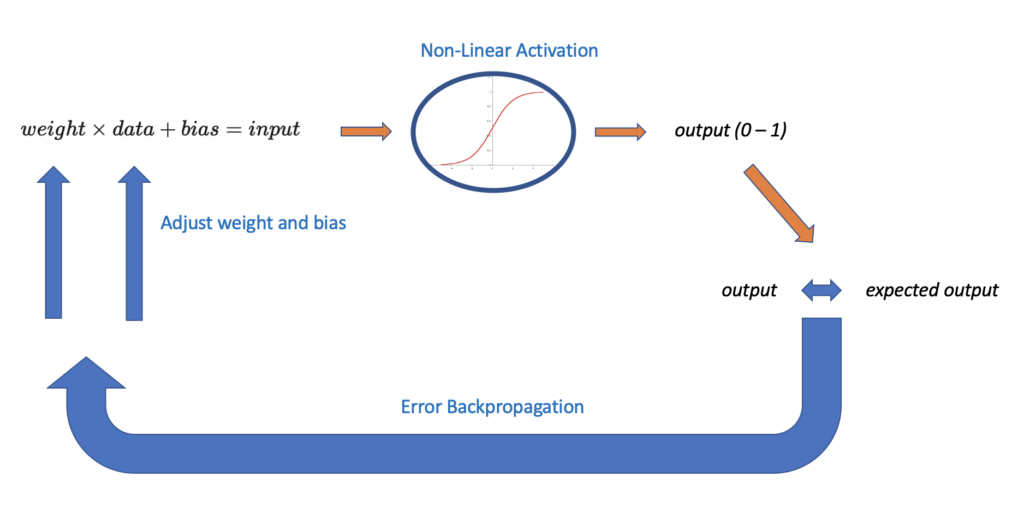 Non-Linear Activation
weight × data + bias = input
output (0 – 1)
Adjust weight and bias
output
expected output
Error Backpropagation